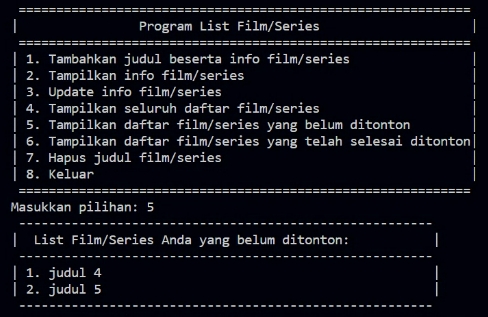 ============================================================
| Program List Film/Series |
============================================================
| 1. Tambahkan judul beserta info film/series |
| 2. Tampilkan info film/series |
| 3. Update info film/series |
| 4. Tampilkan seluruh daftar film/series |
| 5. Tampilkan daftar film/series yang belum ditonton |
| 6. Tampilkan daftar film/series yang telah selesai ditonton|
| 7. Hapus judul film/series |
| 8. Keluar |
============================================================
Masukkan pilihan: 5
-------------------------------------------------------
| List Film/Series Anda yang belum ditonton: |
-------------------------------------------------------
| 1. judul 4 |
| 2. judul 5 |
-------------------------------------------------------